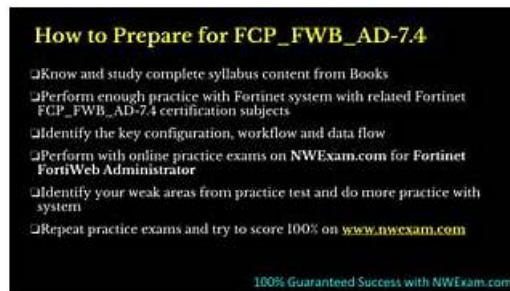 How to Prepare for FCP_FWB_AD-7.4
❑Know and study complete syllabus content from Books
❑Perform enough practice with Fortinet system with related Fortinet
FCP_FWB_AD-7.4 certification subjects
❑Identify the key configuration, workflow and data flow
❑Perform with online practice exams on NWExam.com for Fortinet
FortiWeb Administrator
❑Identify your weak areas from practice test and do more practice with
system
❑Repeat practice exams and try to score 100% on www.nwexam.com
100% Guaranteed Success with NWExam.com